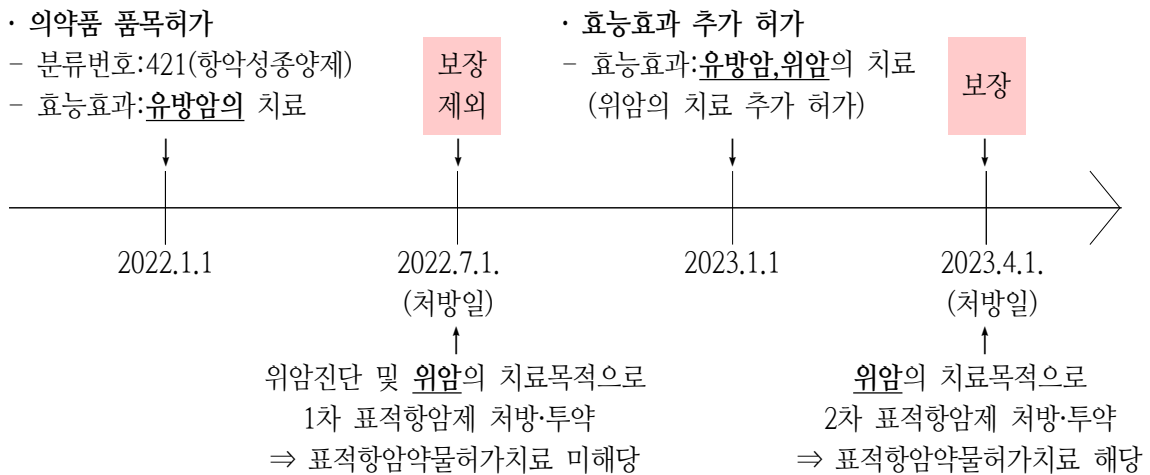 · 의약품 품목허가
- 분류번호:421(항악성종양제)
- 효능효과:유방암의 치료
보장
제외
· 효능효과 추가 허가
- 효능효과:유방암,위암의 치료
(위암의 치료 추가 허가)
보장
2022.1.1
2022.7.1.
(처방일)
2023.1.1
2023.4.1.
(처방일)
위암진단 및 위암의 치료목적으로
1차 표적항암제 처방·투약
⇒ 표적항암약물허가치료 미해당
위암의 치료목적으로
2차 표적항암제 처방·투약
⇒ 표적항암약물허가치료 해당